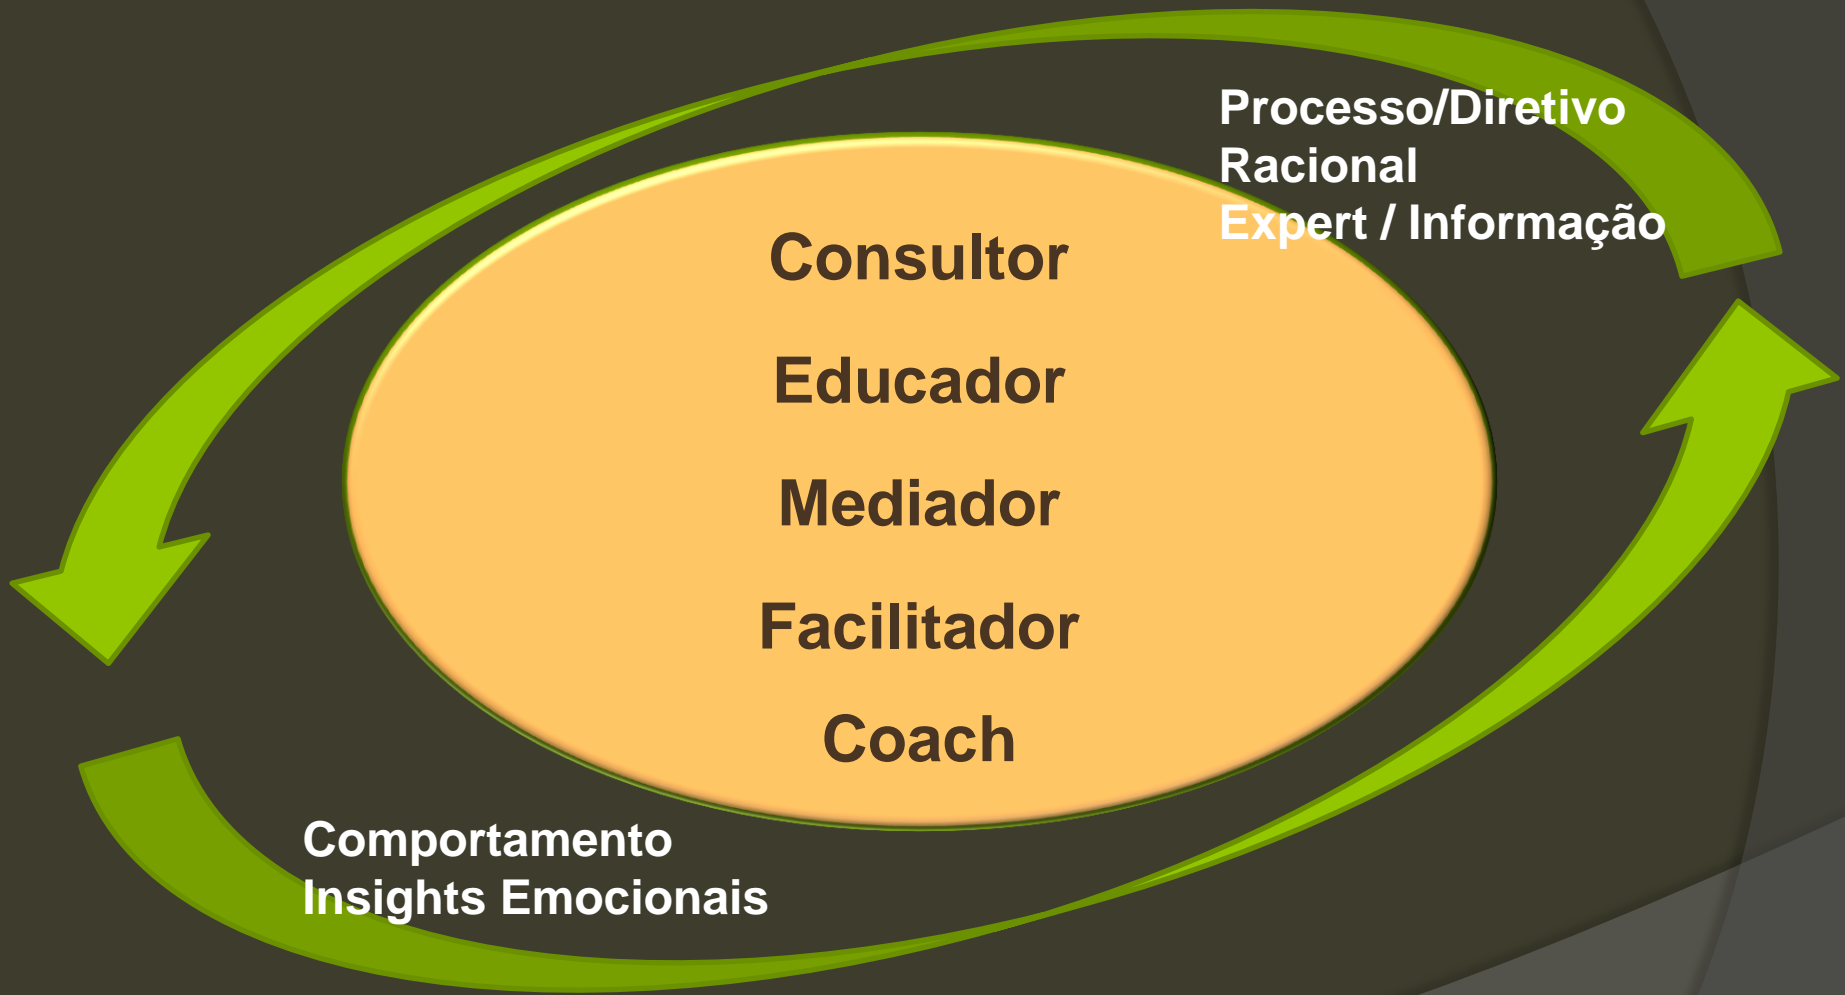 Processo/Diretivo
Racional
Expert / Informação
Consultor
Educador
Mediador
Facilitador
Coach
Comportamento
Insights Emocionais